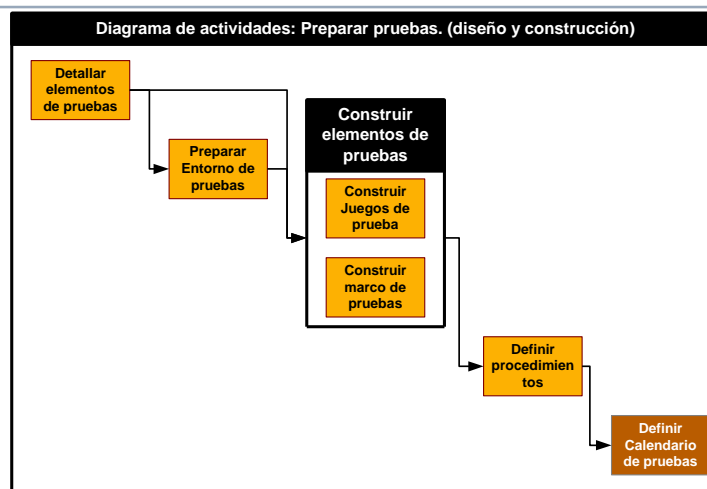 Diagrama de actividades: Preparar pruebas. (diseño y construcción)
Detallar
elementos
de pruebas
Preparar
Entorno de
pruebas
Construir
elementos de
pruebas
Construir
Juegos de
prueba
Construir
marco de
pruebas
Definir
procedimien
tos
Definir
Calendario
de pruebas